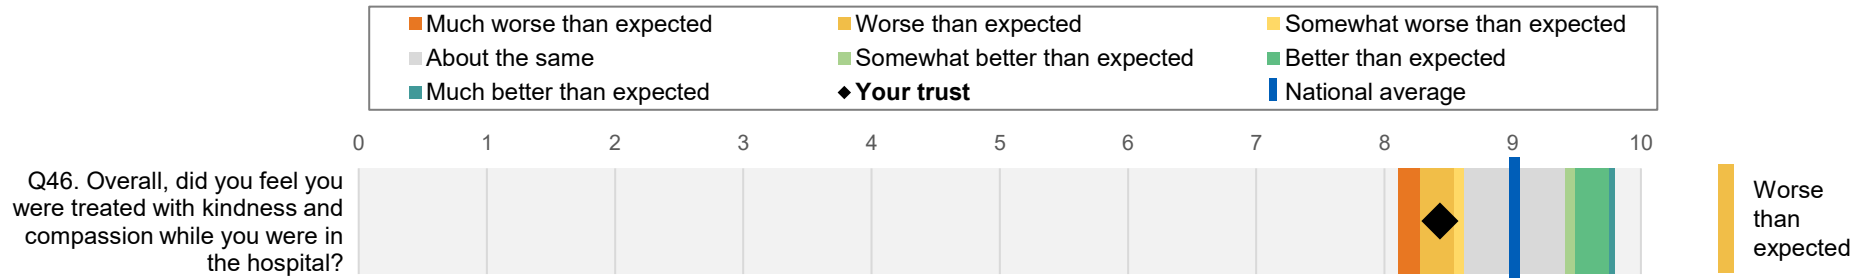 Much worse than expected
Worse than expected
Somewhat worse than expected
About the same
Somewhat better than expected
Better than expected
Much better than expected
Your trust
National average
0 1 2 3 4 5 6 7 8 9 10
Q46. Overall, did you feel you
were treated with kindness and
compassion while you were in
the hospital?
Worse
than
expected